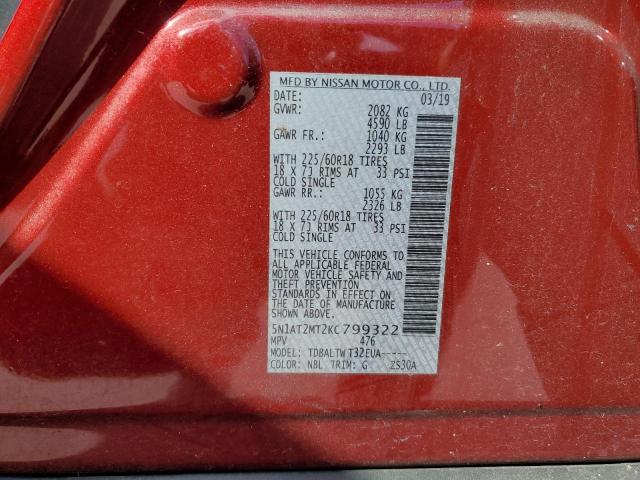 MFD BY NISSAN MOTOR CO., LTD.
DATE: 03/19
GVWR: 2082 KG
4590 LB
GAWR FR.: 1040 KG
2293 LB
WITH 225/60R18 TIRES
18 X 7J RIMS AT 33 PSI
COLD SINGLE
GAWR RR.: 1055 KG
2326 LB
WITH 225/60R18 TIRES
18 X 7J RIMS AT 33 PSI
COLD SINGLE
THIS VEHICLE CONFORMS TO
ALL APPLICABLE FEDERAL
MOTOR VEHICLE SAFETY AND
THEFT PREVENTION
STANDARDS IN EFFECT ON
THE DATE OF MANUFACTURE
SHOWN ABOVE.
5N1AT2MT2KC799322
MPV 476
MODEL: TDBALTWT32EUA-----
COLOR: NBL TRIM: G ZS30A